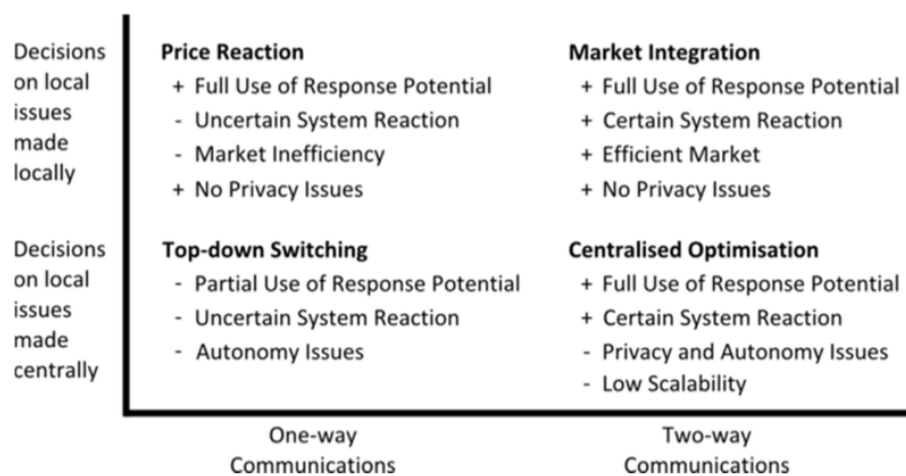 Decisions
on local
issues
made
locally
Price Reaction
+ Full Use of Response Potential
- Uncertain System Reaction
- Market Inefficiency
+ No Privacy Issues
Market Integration
+ Full Use of Response Potential
+ Certain System Reaction
+ Efficient Market
+ No Privacy Issues
Decisions
on local
issues
made
centrally
Top-down Switching
- Partial Use of Response Potential
- Uncertain System Reaction
- Autonomy Issues
Centralised Optimisation
+ Full Use of Response Potential
+ Certain System Reaction
- Privacy and Autonomy Issues
- Low Scalability
One-way
Communications
Two-way
Communications